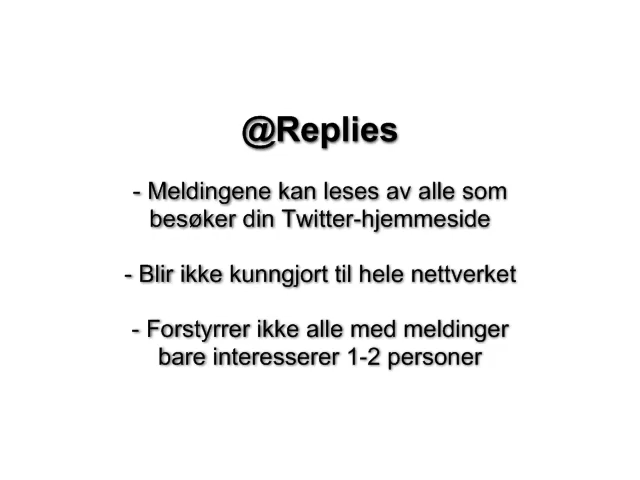 @Replies
- Meldingene kan leses av alle som
besøker din Twitter-hjemmeside
- Blir ikke kunngjort til hele nettverket
- Forstyrrer ikke alle med meldinger
bare interesserer 1-2 personer